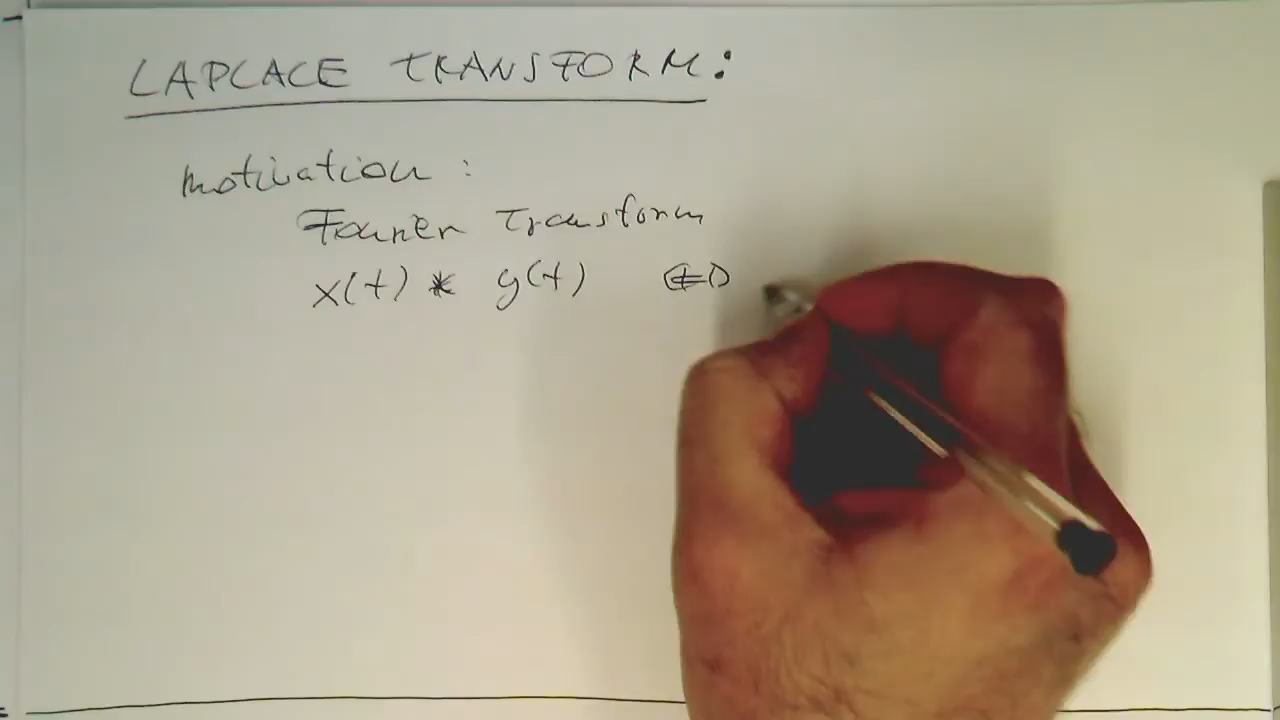 LAPLACE TRANSFORM:
motivation:
Fourier Transform
x(t) * y(t) ⇔